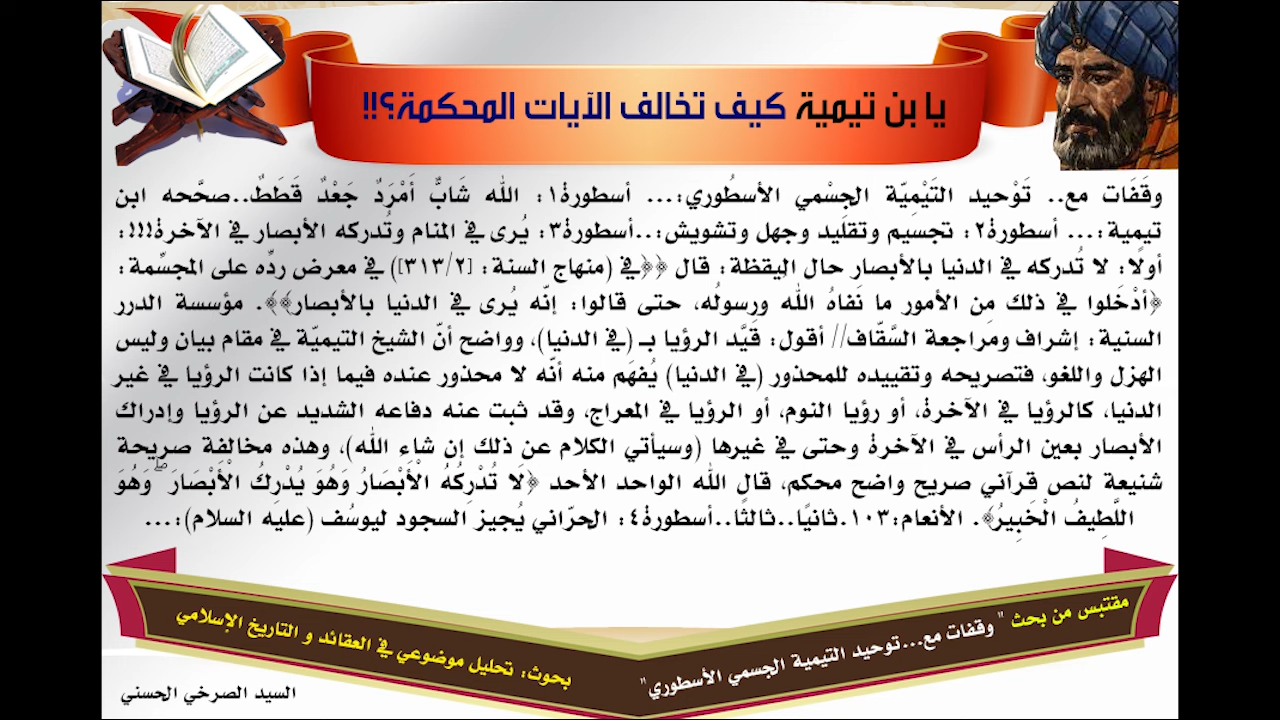 يا بن تيمية كيف تخالف الآيات المحكمة؟!!
وقَفَات مع.. تَوْحيد التَيْمِيّة الجِسْمي الأسطُوري:... أسطورة١: الله شَابٌّ أَمْرَدٌ جَعْدٌ قَطَطٌ..صحَّحه ابن
تيمية:... أسطورة٢: تجسيم وتقليد وجهل وتشويش:..أسطورة٣: يُرى في المنام وتُدركه الأبصار في الآخرة!!!:
أولًا: لا تُدركه في الدنيا بالأبصار حال اليقظة: قال ﴿﴿في (منهاج السنة: [٣١٣/٢]) في معرض ردِّه على المجسِّمة:
﴿أدْخَلوا في ذلك مِن الأمور ما نَفاهُ الله ورسولُه، حتى قالوا: إنّه يُرى في الدنيا بالأبصار﴾﴾. مؤسسة الدرر
السنية: إشراف ومَراجعة السَّقّاف// أقول: قَيَّد الرؤيا بـ (في الدنيا)، وواضح أنّ الشيخ التيميّة في مقام بيان وليس
الهزل واللغو، فتصريحه وتقييده للمحذور (في الدنيا) يُفهَم منه أنّه لا محذور عنده فيما إذا كانت الرؤيا في غير
الدنيا، كالرؤيا في الآخرة، أو رؤيا النوم، أو الرؤيا في المعراج، وقد ثبت عنه دفاعه الشديد عن الرؤيا وإدراك
الأبصار بعين الرأس في الآخرة وحتى في غيرها (وسيأتي الكلام عن ذلك إن شاء الله)، وهذه مخالفة صريحة
شنيعة لنص قرآني صريح واضح محكم، قال الله الواحد الأحد ﴿لَا تُدْرِكُهُ الْأَبْصَارُ وَهُوَ يُدْرِكُ الْأَبْصَارَ ۖ وَهُوَ
اللَّطِيفُ الْخَبِيرُ﴾. الأنعام:١٠٣.ثانيًا..ثالثًا..أسطورة٤: الحرّاني يُجيز السجود ليوسُف (عليه السلام):...
مقتبس من بحث " وقفات مع...توحيد التيمية الجسمي الأسطوري"
بحوث: تحليل موضوعي في العقائد و التاريخ الإسلامي
السيد الصرخي الحسني